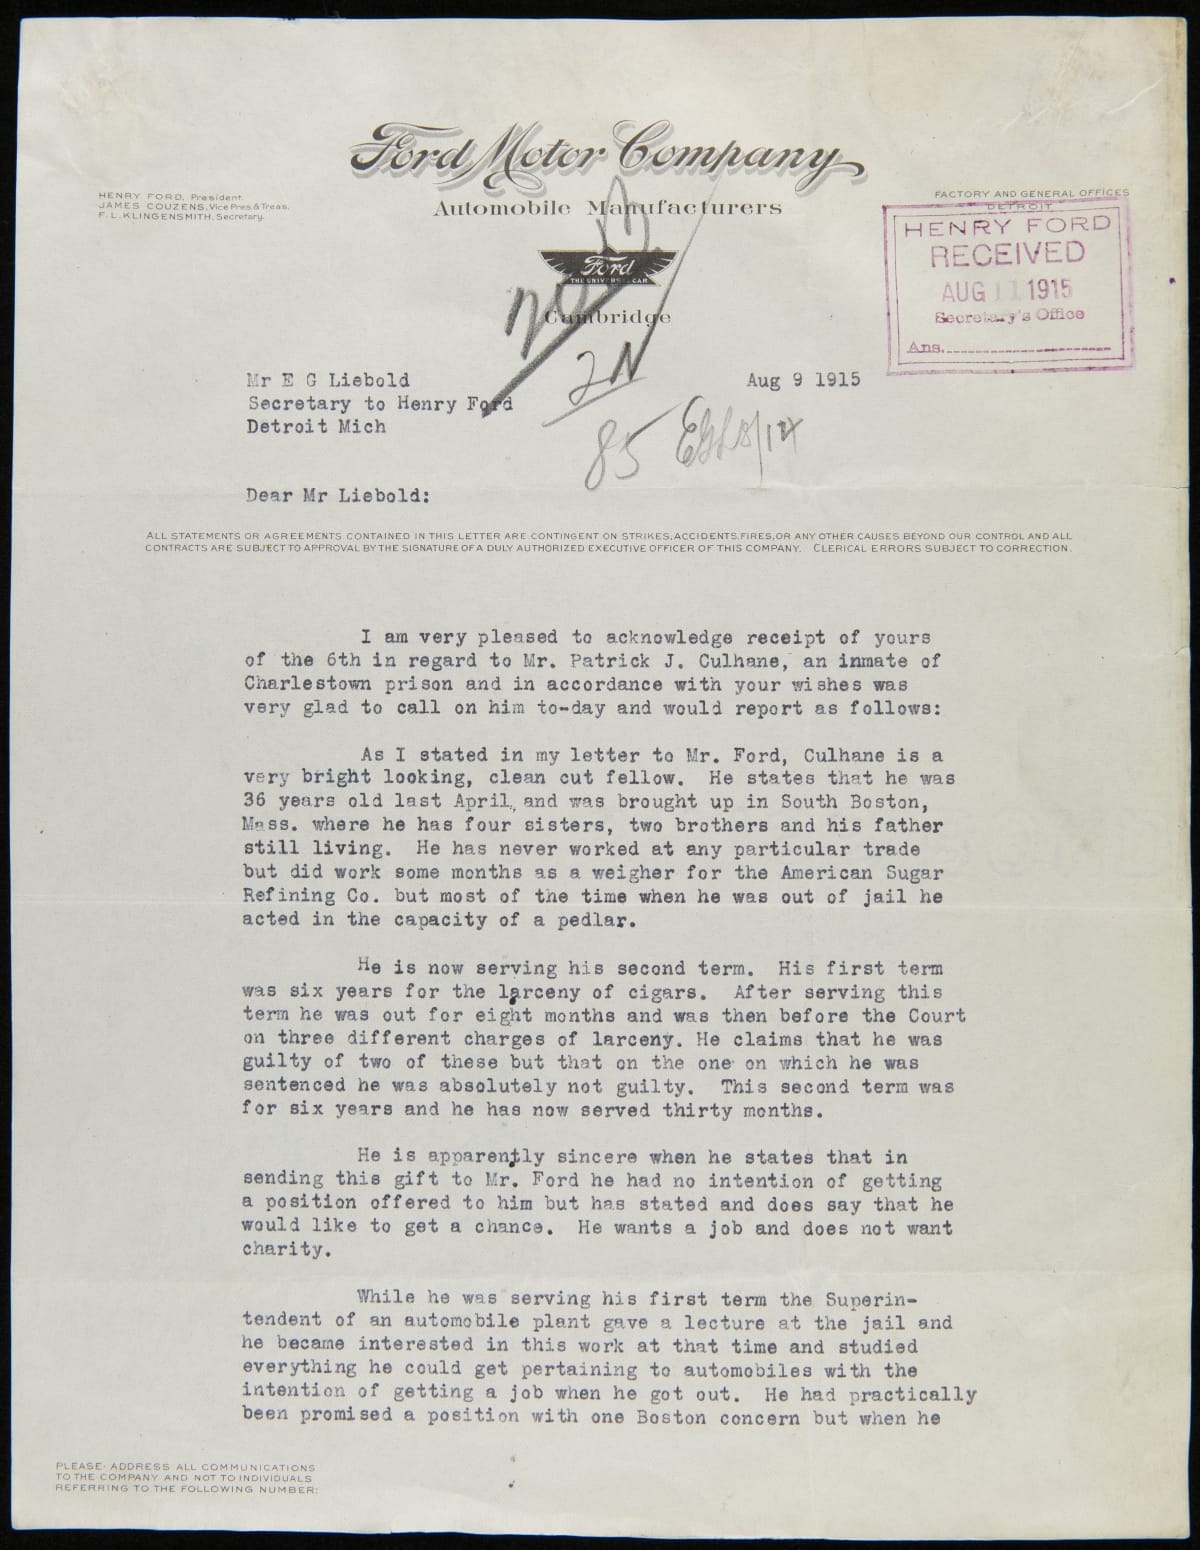 Ford Motor Company
HENRY FORD, President.
JAMES COUZENS, Vice Pres. & Treas.
F. L. KLINGENSMITH, Secretary.
Automobile Manufacturers
FACTORY AND GENERAL OFFICES
DETROIT
Ford
THE UNIVERSAL CAR
Cambridge
HENRY FORD
RECEIVED
AUG 11 1915
Secretary's Office
Ans.
2N
85 EGL 8/12
Mr E G Liebold
Aug 9 1915
Secretary to Henry Ford
Detroit Mich
Dear Mr Liebold:
ALL STATEMENTS OR AGREEMENTS CONTAINED IN THIS LETTER ARE CONTINGENT ON STRIKES, ACCIDENTS, FIRES, OR ANY OTHER CAUSES BEYOND OUR CONTROL AND ALL
CONTRACTS ARE SUBJECT TO APPROVAL BY THE SIGNATURE OF A DULY AUTHORIZED EXECUTIVE OFFICER OF THIS COMPANY. CLERICAL ERRORS SUBJECT TO CORRECTION.
I am very pleased to acknowledge receipt of yours
of the 6th in regard to Mr. Patrick J. Culhane, an inmate of
Charlestown prison and in accordance with your wishes was
very glad to call on him to-day and would report as follows:
As I stated in my letter to Mr. Ford, Culhane is a
very bright looking, clean cut fellow. He states that he was
36 years old last April, and was brought up in South Boston,
Mass. where he has four sisters, two brothers and his father
still living. He has never worked at any particular trade
but did work some months as a weigher for the American Sugar
Refining Co. but most of the time when he was out of jail he
acted in the capacity of a pedlar.
He is now serving his second term. His first term
was six years for the larceny of cigars. After serving this
term he was out for eight months and was then before the Court
on three different charges of larceny. He claims that he was
guilty of two of these but that on the one on which he was
sentenced he was absolutely not guilty. This second term was
for six years and he has now served thirty months.
He is apparently sincere when he states that in
sending this gift to Mr. Ford he had no intention of getting
a position offered to him but has stated and does say that he
would like to get a chance. He wants a job and does not want
charity.
While he was serving his first term the Superin-
tendent of an automobile plant gave a lecture at the jail and
he became interested in this work at that time and studied
everything he could get pertaining to automobiles with the
intention of getting a job when he got out. He had practically
been promised a position with one Boston concern but when he
PLEASE ADDRESS ALL COMMUNICATIONS
TO THE COMPANY AND NOT TO INDIVIDUALS
REFERRING TO THE FOLLOWING NUMBER: